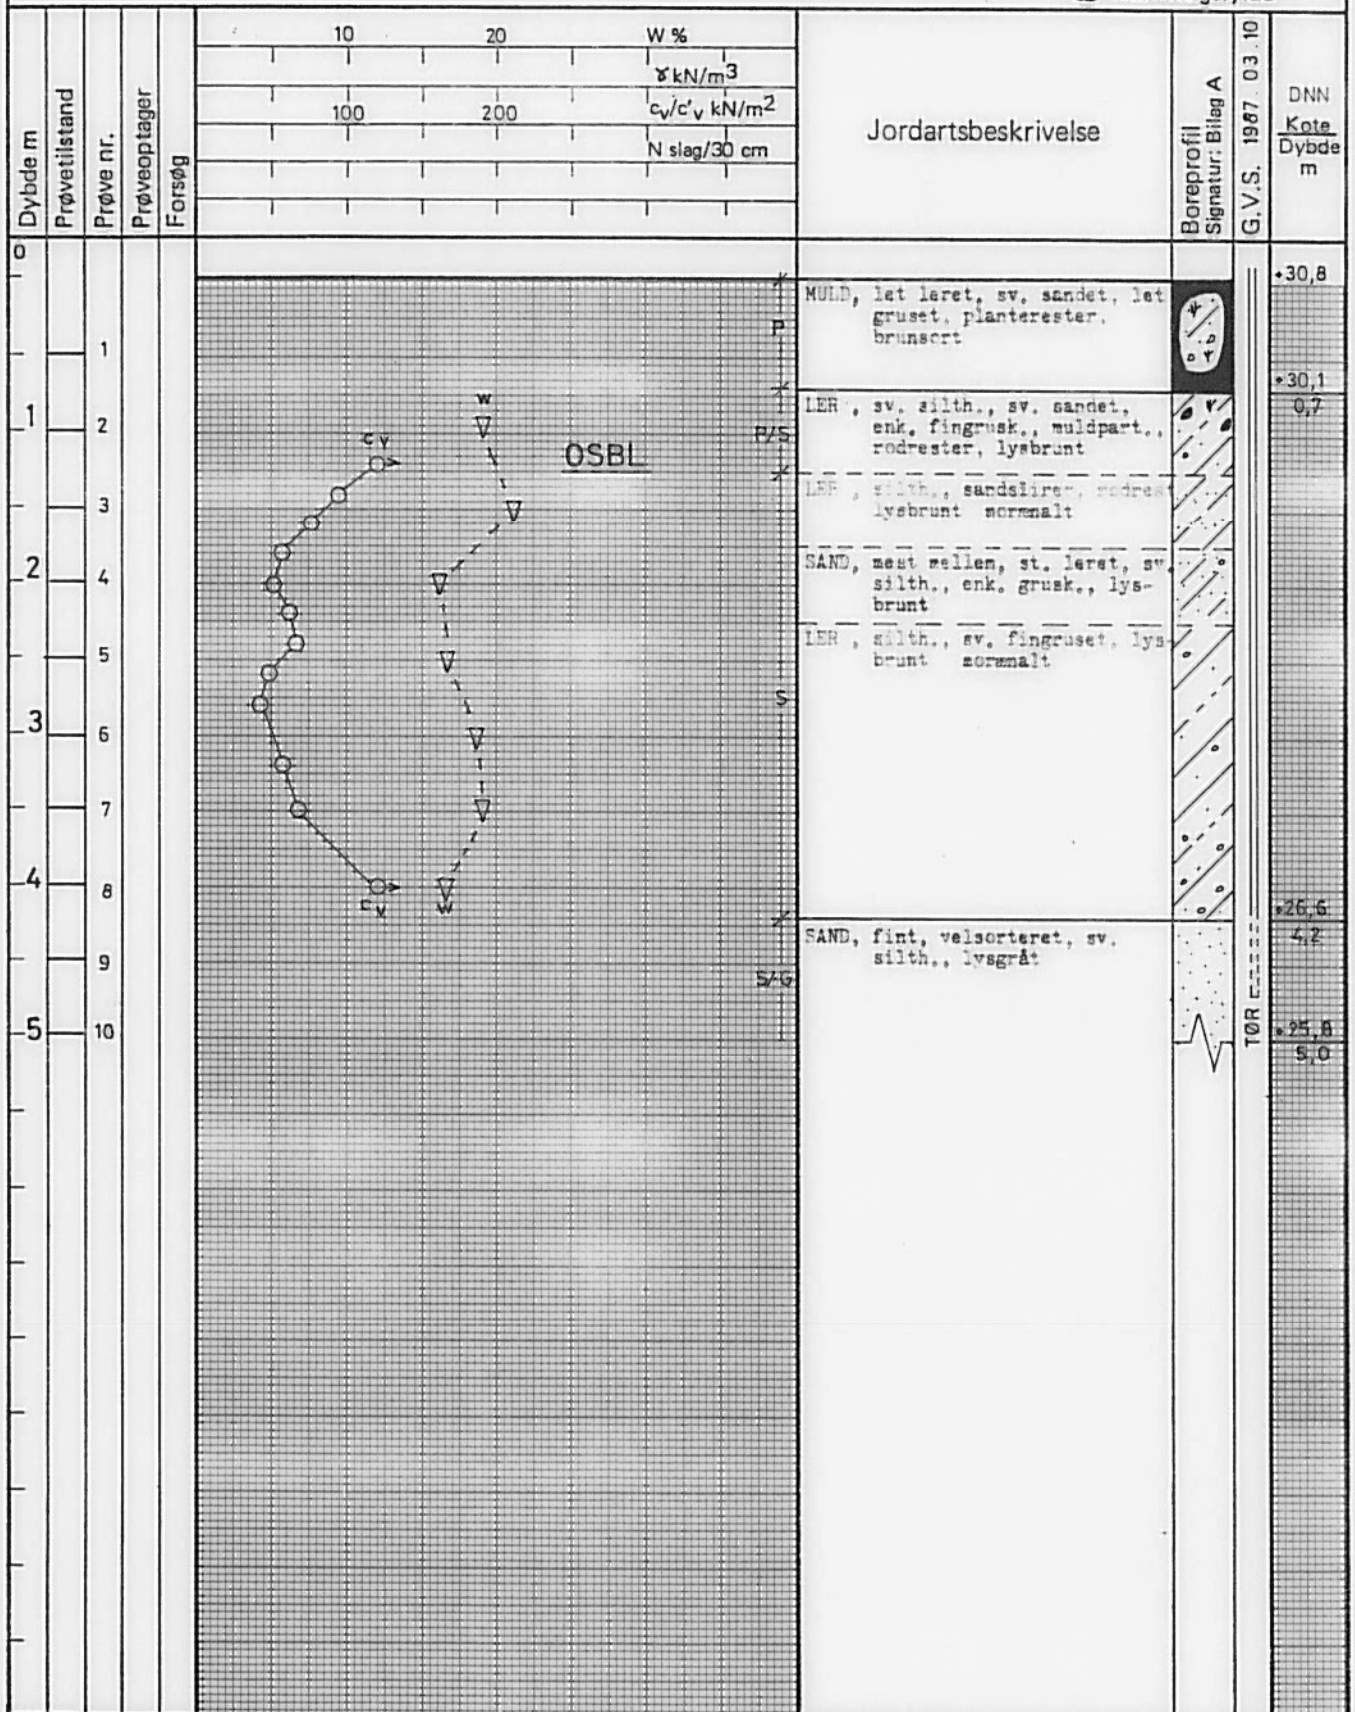 10 20 W %
γ kN/m3
100 200 cv/c'v kN/m2
N slag/30 cm
Dybde m
Prøvetilstand
Prøve nr.
Prøveoptager
Forsøg
Jordartsbeskrivelse
Boreprofil
Signatur: Bilag A
G.V.S. 1987. 03.10
DNN
Kote
Dybde
m
0
+30,8
MULD, let leret, sv. sandet, let
gruset, planterester,
brunsort
P
1
+30,1
0,7
w
LER , sv. silth., sv. sandet,
enk. fingrusk., muldpart.,
rodrester, lysbrunt
1 2
cv
P/S
OSBL
LER , silth., sandslirer, rodrest
lysbrunt morænalt
3
SAND, mest mellem, st. leret, sv.
silth., enk. grusk., lys-
brunt
2 4
LER , silth., sv. fingruset, lys-
brunt morænalt
5
S
3 6
7
4 8
cv w
+26,6
4,2
SAND, fint, velsorteret, sv.
silth., lysgråt
9
S/G
5 10
TØR
+25,8
5,0